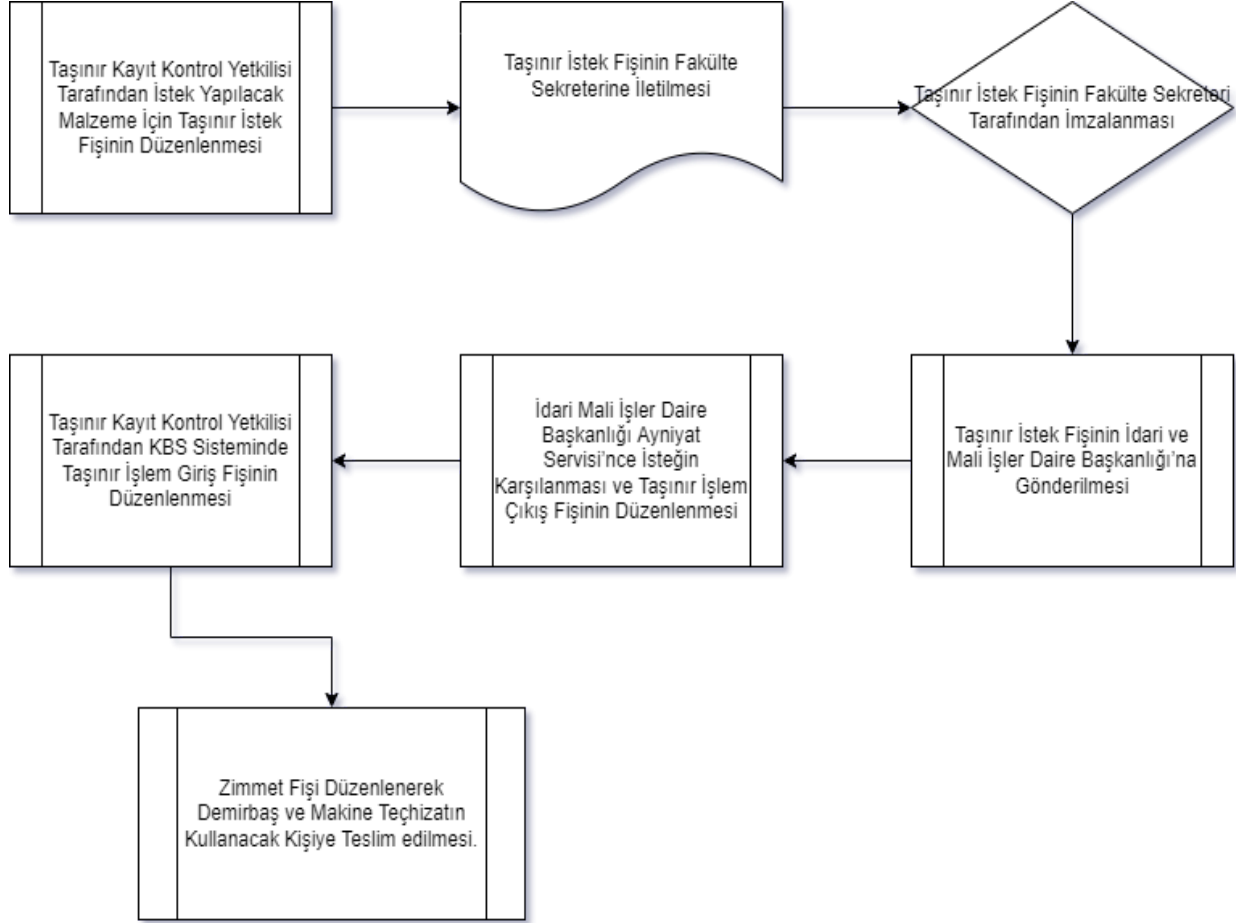 Taşınır Kayıt Kontrol Yetkilisi
Tarafından İstek Yapılacak
Malzeme İçin Taşınır İstek
Fişinin Düzenlenmesi
Taşınır İstek Fişinin Fakülte
Sekreterine İletilmesi
Taşınır İstek Fişinin Fakülte Sekreteri
Tarafından İmzalanması
Taşınır İstek Fişinin İdari ve
Mali İşler Daire Başkanlığı’na
Gönderilmesi
İdari Mali İşler Daire
Başkanlığı Ayniyat
Servisi’nce İsteğin
Karşılanması ve Taşınır İşlem
Çıkış Fişinin Düzenlenmesi
Taşınır Kayıt Kontrol Yetkilisi
Tarafından KBS Sisteminde
Taşınır İşlem Giriş Fişinin
Düzenlenmesi
Zimmet Fişi Düzenlenerek
Demirbaş ve Makine Teçhizatın
Kullanacak Kişiye Teslim edilmesi.